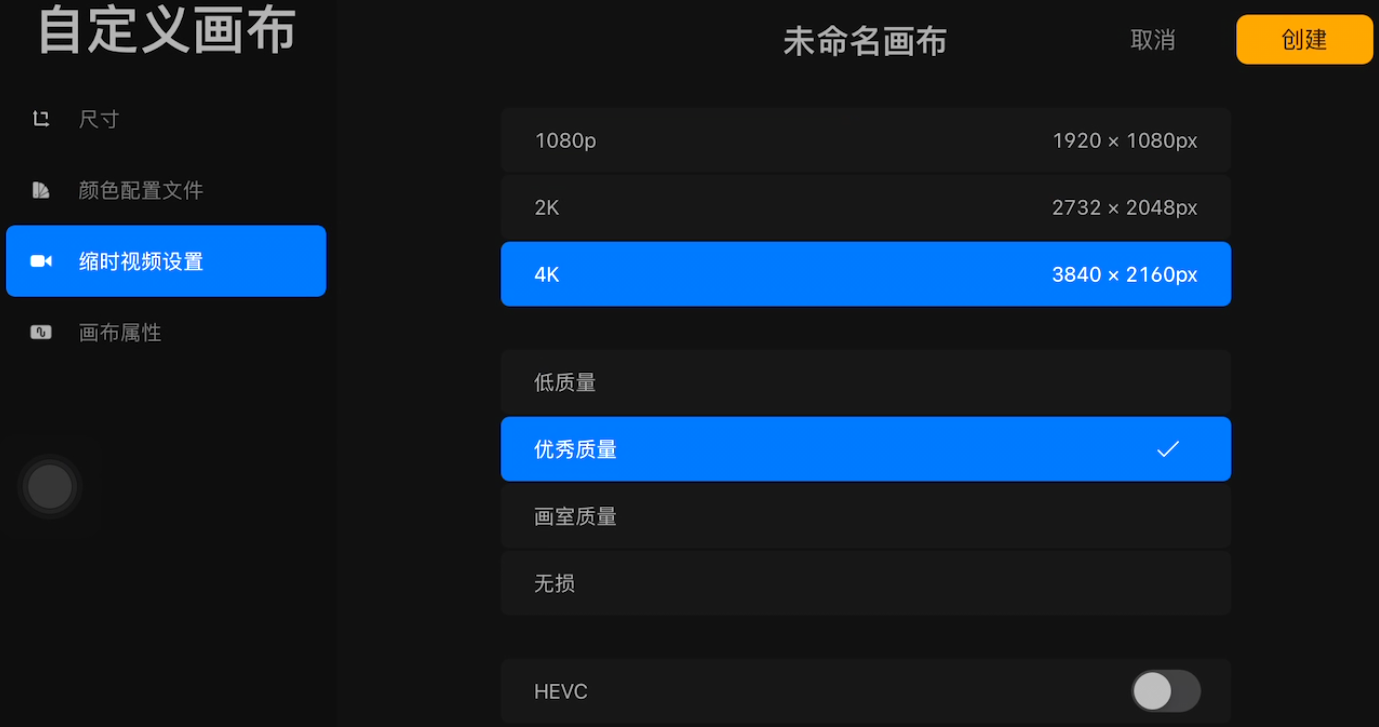 自定义画布
未命名画布
取消
创建
尺寸
颜色配置文件
缩时视频设置
画布属性
1080p 1920 × 1080px
2K 2732 × 2048px
4K 3840 × 2160px
低质量
优秀质量
画室质量
无损
HEVC